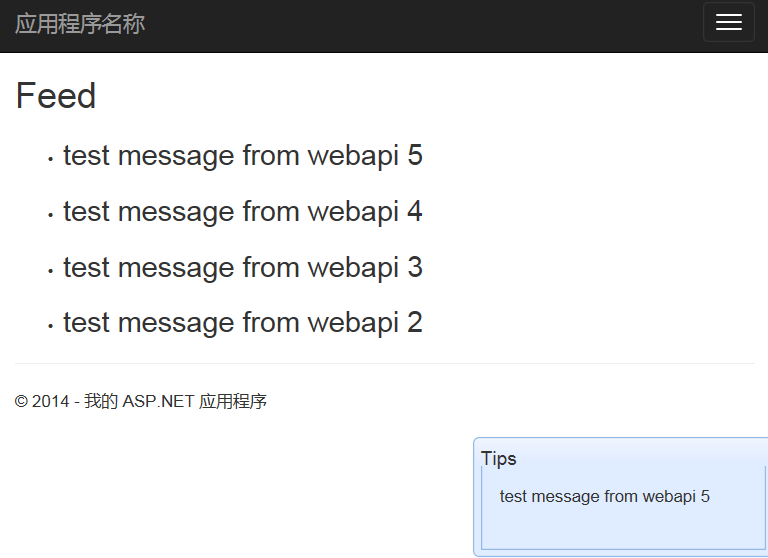 应用程序名称
Feed
test message from webapi 5
test message from webapi 4
test message from webapi 3
test message from webapi 2
© 2014 - 我的 ASP.NET 应用程序
Tips
test message from webapi 5